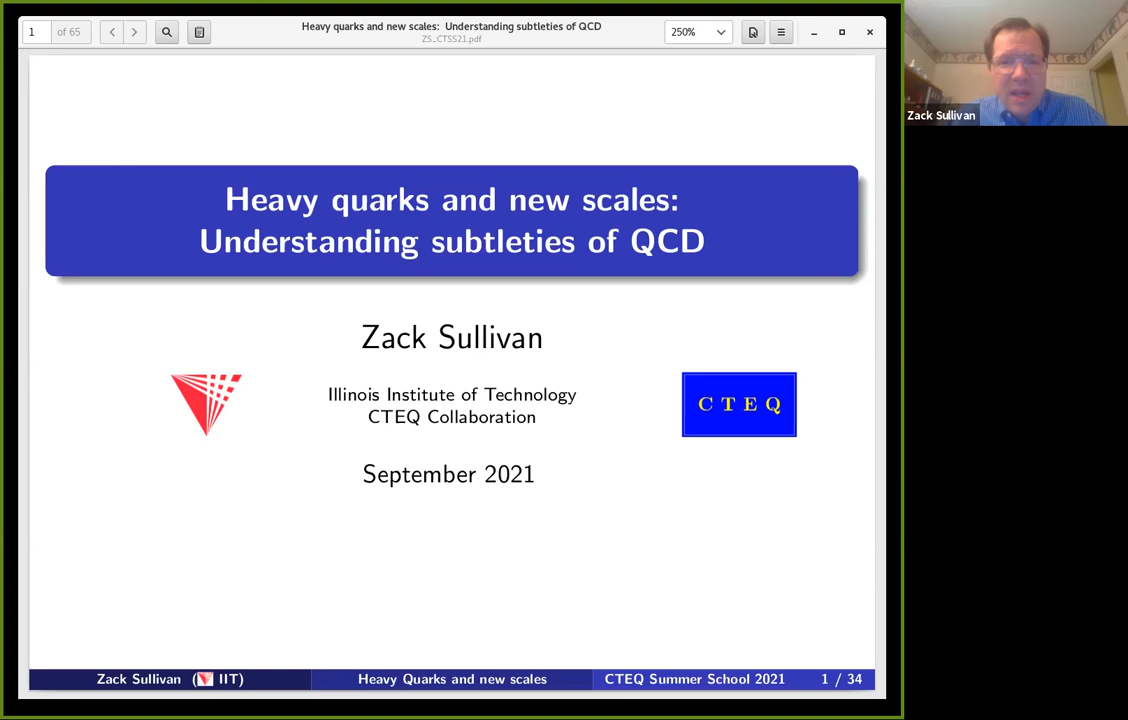 1 of 65
Heavy quarks and new scales: Understanding subtleties of QCD
ZS_CTSS21.pdf
250%
Zack Sullivan
Heavy quarks and new scales:
Understanding subtleties of QCD
Zack Sullivan
Illinois Institute of Technology
CTEQ Collaboration
C T E Q
September 2021
Zack Sullivan ( IIT) Heavy Quarks and new scales CTEQ Summer School 2021 1 / 34